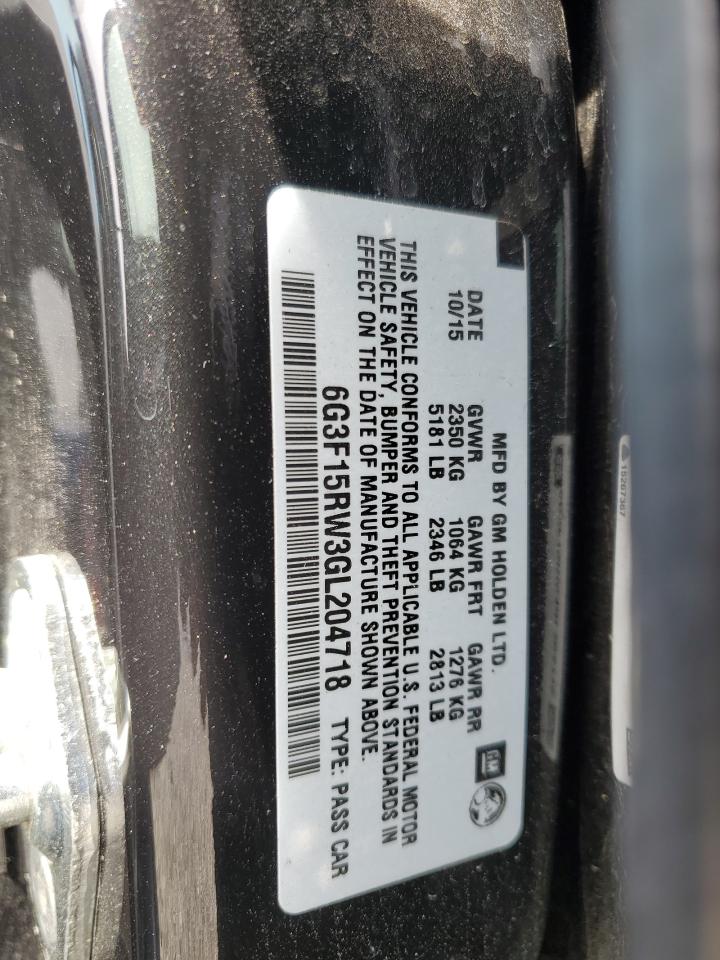 MFD BY GM HOLDEN LTD.
DATE GVWR GAWR FRT GAWR RR
10/15 2350 KG 1064 KG 1276 KG
5181 LB 2346 LB 2813 LB
GM
THIS VEHICLE CONFORMS TO ALL APPLICABLE U.S. FEDERAL MOTOR
VEHICLE SAFETY, BUMPER AND THEFT PREVENTION STANDARDS IN
EFFECT ON THE DATE OF MANUFACTURE SHOWN ABOVE.
6G3F15RW3GL204718 TYPE: PASS CAR
15267367